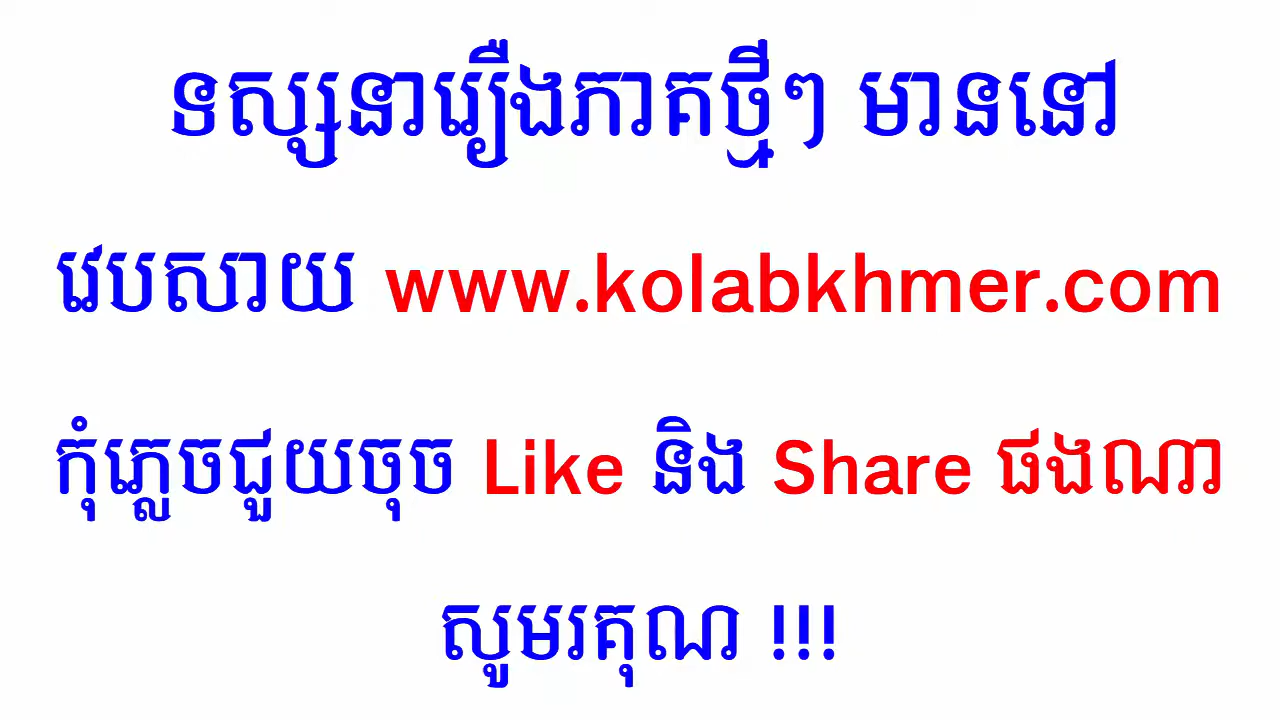 ទស្សនារឿងភាគថ្មីៗ មាននៅ
វេបសាយ www.kolabkhmer.com
កុំភ្លេចជួយចុច Like និង Share ផងណា
សូមរគុណ !!!